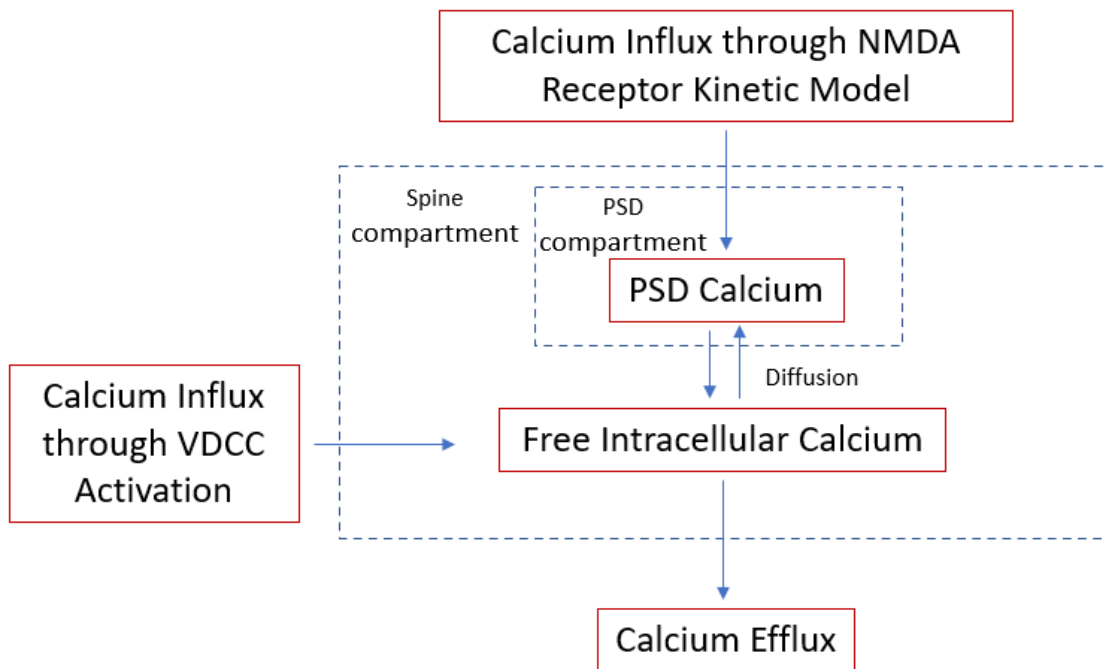 Calcium Influx through NMDA
Receptor Kinetic Model
Spine
compartment
PSD
compartment
PSD Calcium
Diffusion
Calcium Influx
through VDCC
Activation
Free Intracellular Calcium
Calcium Efflux